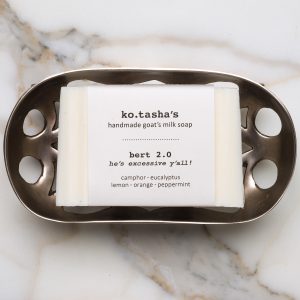 ko.tasha's
handmade goat's milk soap
bert 2.0
he's excessive y'all!
camphor - eucalyptus
lemon - orange - peppermint